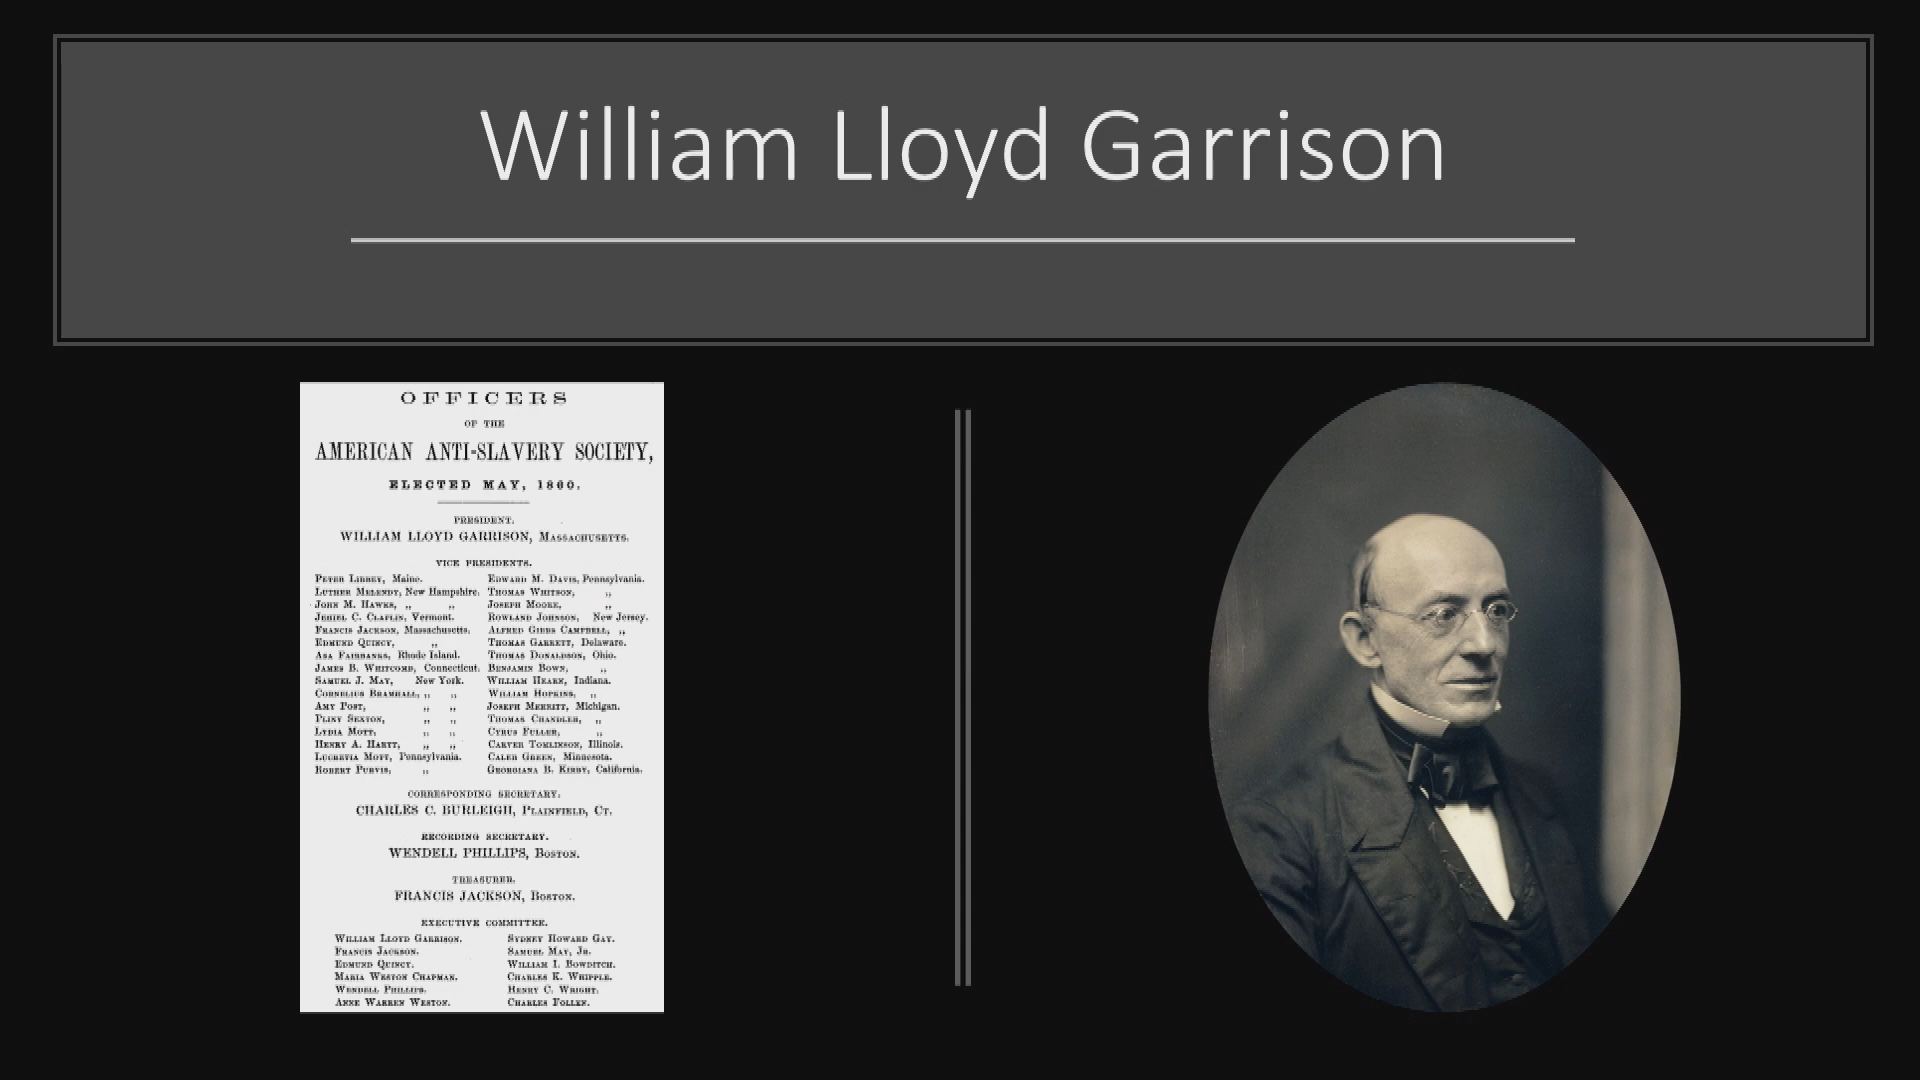 William Lloyd Garrison
OFFICERS
OF THE
AMERICAN ANTI-SLAVERY SOCIETY,
ELECTED MAY, 1860.
PRESIDENT.
WILLIAM LLOYD GARRISON, MASSACHUSETTS.
VICE PRESIDENTS.
PETER LIBBEY, Maine.
LUTHER MELENDY, New Hampshire.
JOHN M. HAWKS, „ „
JEHIEL C. CLAFLIN, Vermont.
FRANCIS JACKSON, Massachusetts.
EDMUND QUINCY, „
ASA FAIRBANKS, Rhode Island.
JAMES B. WHITCOMB, Connecticut.
SAMUEL J. MAY, New York.
CORNELIUS BRAMHALL, „ „
AMY POST, „ „
PLINY SEXTON, „ „
LYDIA MOTT, „ „
HENRY A. HARTT, „ „
LUCRETIA MOTT, Pennsylvania.
ROBERT PURVIS, „
EDWARD M. DAVIS, Pennsylvania.
THOMAS WHITSON, „
JOSEPH MOORE, „
ROWLAND JOHNSON, New Jersey.
ALFRED GIBBS CAMPBELL, „
THOMAS GARRETT, Delaware.
THOMAS DONALDSON, Ohio.
BENJAMIN BOWN, „
WILLIAM HEARN, Indiana.
WILLIAM HOPKINS, „
JOSEPH MERRITT, Michigan.
THOMAS CHANDLER, „
CYRUS FULLER, „
CARVER TOMLINSON, Illinois.
CALEB GREEN, Minnesota.
GEORGIANA B. KIRBY, California.
CORRESPONDING SECRETARY.
CHARLES C. BURLEIGH, PLAINFIELD, CT.
RECORDING SECRETARY.
WENDELL PHILLIPS, BOSTON.
TREASURER.
FRANCIS JACKSON, BOSTON.
EXECUTIVE COMMITTEE.
WILLIAM LLOYD GARRISON.
FRANCIS JACKSON.
EDMUND QUINCY.
MARIA WESTON CHAPMAN.
WENDELL PHILLIPS.
ANNE WARREN WESTON.
SYDNEY HOWARD GAY.
SAMUEL MAY, JR.
WILLIAM I. BOWDITCH.
CHARLES K. WHIPPLE.
HENRY C. WRIGHT.
CHARLES FOLLEN.